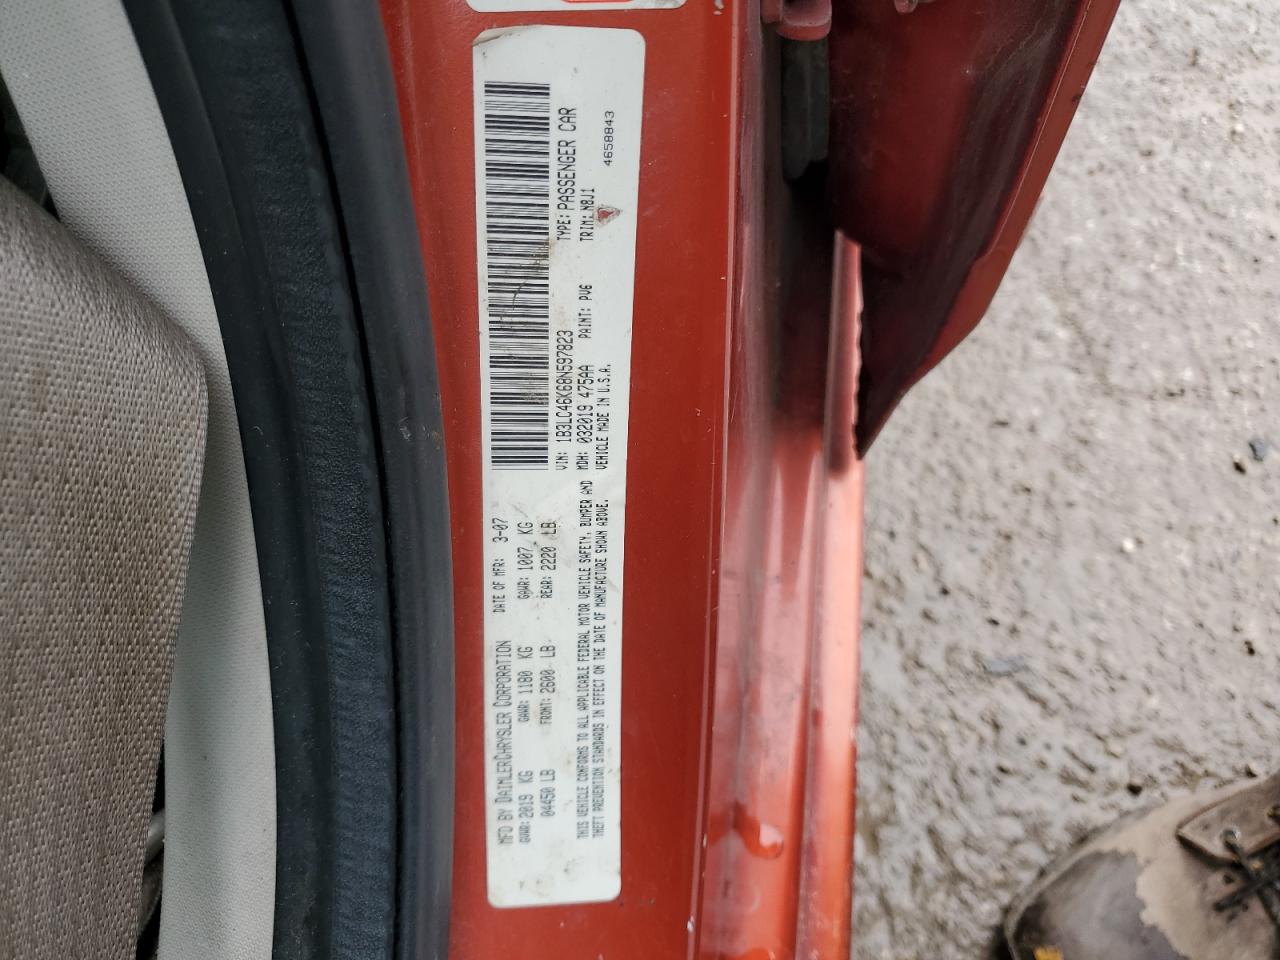 MFD BY DAIMLERCHRYSLER CORPORATION DATE OF MFR: 3-07
GVWR: 2019 KG GAWR: 1180 KG GAWR: 1007 KG
04450 LB FRONT: 2600 LB REAR: 2220 LB
THIS VEHICLE CONFORMS TO ALL APPLICABLE FEDERAL MOTOR VEHICLE SAFETY, BUMPER AND
THEFT PREVENTION STANDARDS IN EFFECT ON THE DATE OF MANUFACTURE SHOWN ABOVE.
VIN: 1B3LC46K68N597823 TYPE: PASSENGER CAR
MDH: 032019 475AA PAINT: PV6 TRIM: N8J1
VEHICLE MADE IN U.S.A. 4658843